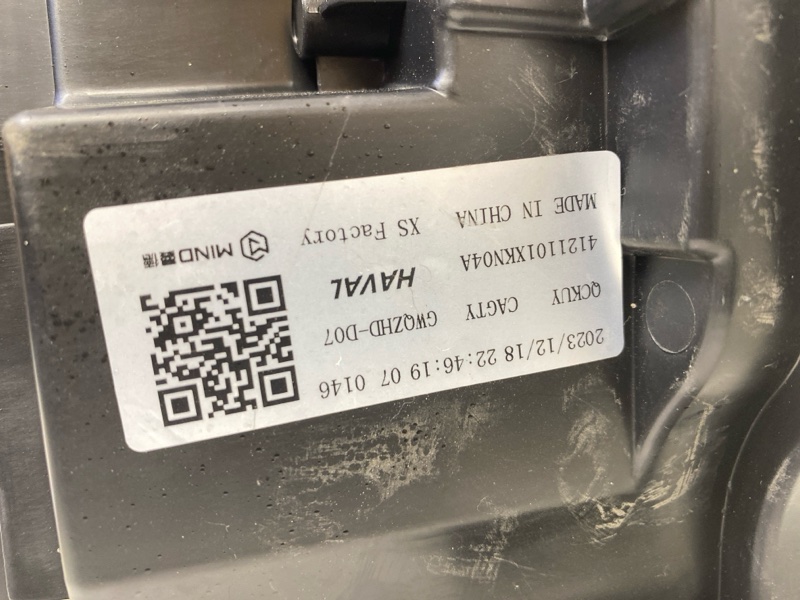 MADE IN CHINA XS Factory MIND 曼德
4121101XKN04A HAVAL
QCKUY CAGTY GWQZHD-D07
2023/12/18 22:46:19 07 0146